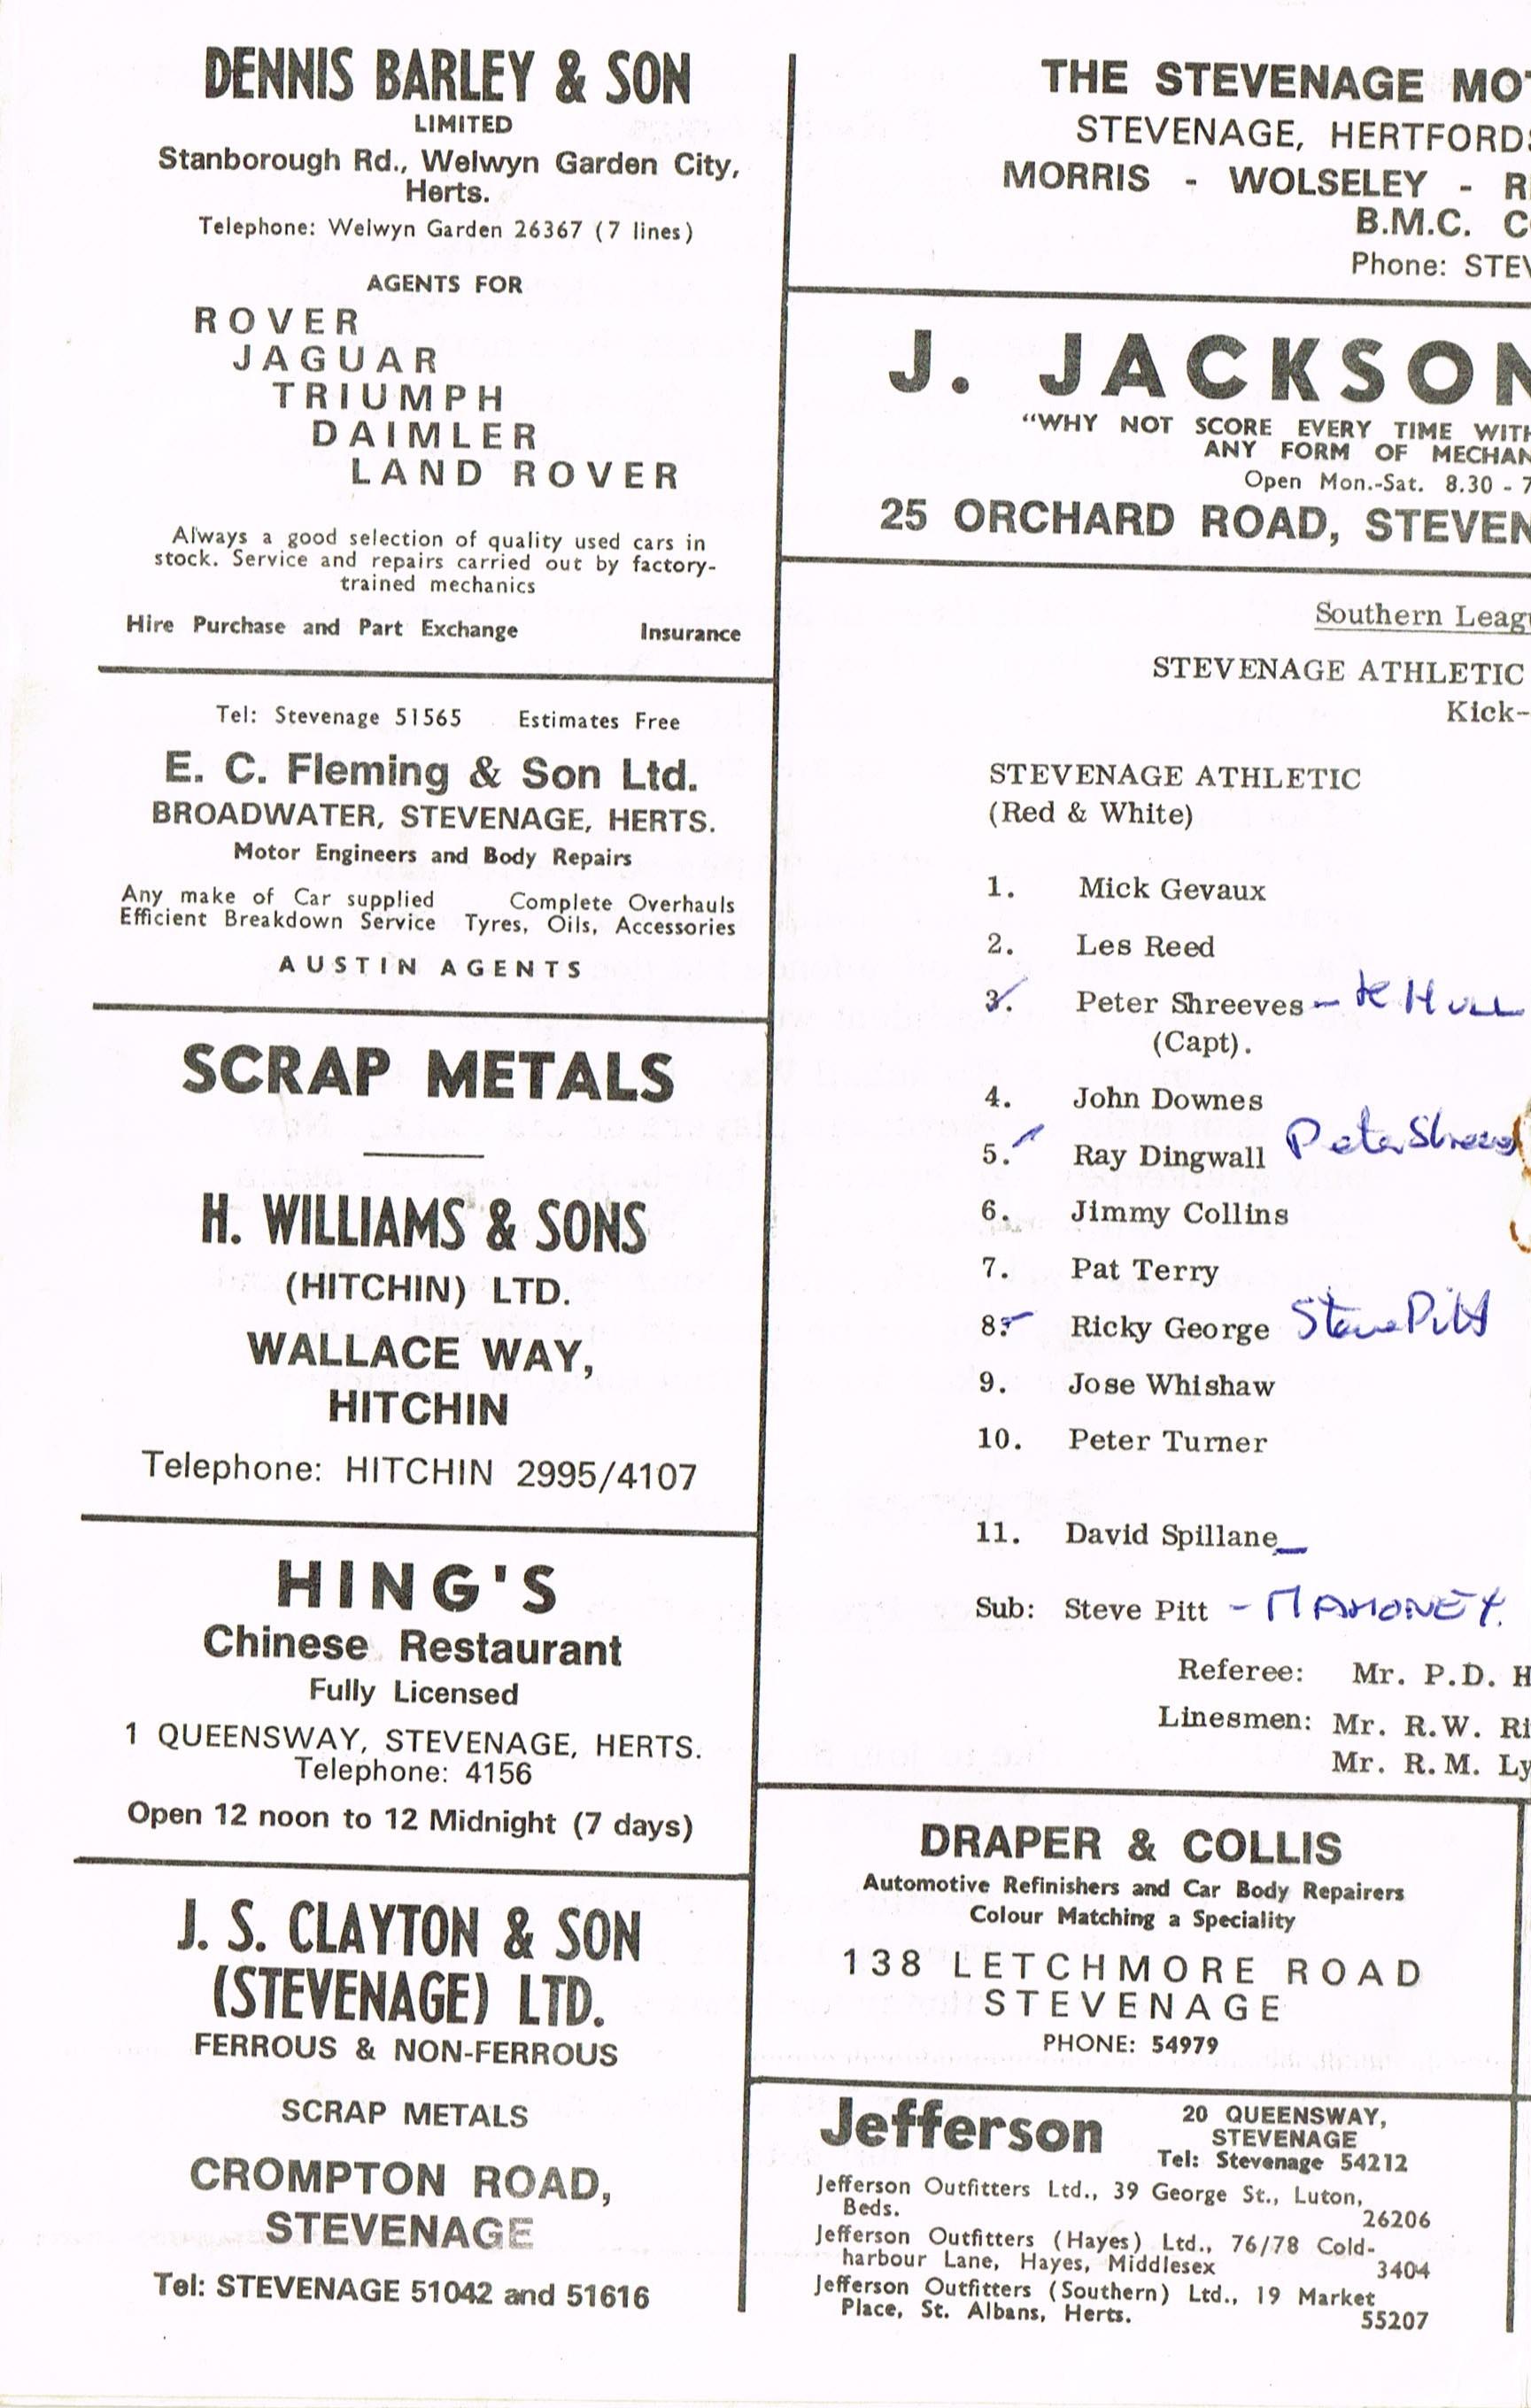 DENNIS BARLEY & SON
LIMITED
Stanborough Rd., Welwyn Garden City,
Herts.
Telephone: Welwyn Garden 26367 (7 lines)
AGENTS FOR
ROVER
JAGUAR
TRIUMPH
DAIMLER
LAND ROVER
Always a good selection of quality used cars in
stock. Service and repairs carried out by factory-
trained mechanics
Hire Purchase and Part Exchange Insurance
Tel: Stevenage 51565 Estimates Free
E. C. Fleming & Son Ltd.
BROADWATER, STEVENAGE, HERTS.
Motor Engineers and Body Repairs
Any make of Car supplied Complete Overhauls
Efficient Breakdown Service Tyres, Oils, Accessories
AUSTIN AGENTS
SCRAP METALS
H. WILLIAMS & SONS
(HITCHIN) LTD.
WALLACE WAY,
HITCHIN
Telephone: HITCHIN 2995/4107
HING'S
Chinese Restaurant
Fully Licensed
1 QUEENSWAY, STEVENAGE, HERTS.
Telephone: 4156
Open 12 noon to 12 Midnight (7 days)
J. S. CLAYTON & SON
(STEVENAGE) LTD.
FERROUS & NON-FERROUS
SCRAP METALS
CROMPTON ROAD,
STEVENAGE
Tel: STEVENAGE 51042 and 51616
THE STEVENAGE MOT
STEVENAGE, HERTFORDS
MORRIS - WOLSELEY - R
B.M.C. C
Phone: STEV
J. JACKSON
"WHY NOT SCORE EVERY TIME WITH
ANY FORM OF MECHAN
Open Mon.-Sat. 8.30 - 7
25 ORCHARD ROAD, STEVEN
Southern Leagu
STEVENAGE ATHLETIC
Kick-
STEVENAGE ATHLETIC
(Red & White)
1. Mick Gevaux
2. Les Reed
3. Peter Shreeves - K HULL
(Capt).
4. John Downes
5. Ray Dingwall Peter Shreeves
6. Jimmy Collins
7. Pat Terry
8. Ricky George Steve Pitt
9. Jose Whishaw
10. Peter Turner
11. David Spillane
Sub: Steve Pitt - MAHONEY.
Referee: Mr. P.D. H
Linesmen: Mr. R.W. Ri
Mr. R.M. Ly
DRAPER & COLLIS
Automotive Refinishers and Car Body Repairers
Colour Matching a Speciality
138 LETCHMORE ROAD
STEVENAGE
PHONE: 54979
Jefferson
20 QUEENSWAY,
STEVENAGE
Tel: Stevenage 54212
Jefferson Outfitters Ltd., 39 George St., Luton,
Beds. 26206
Jefferson Outfitters (Hayes) Ltd., 76/78 Cold-
harbour Lane, Hayes, Middlesex 3404
Jefferson Outfitters (Southern) Ltd., 19 Market
Place, St. Albans, Herts. 55207